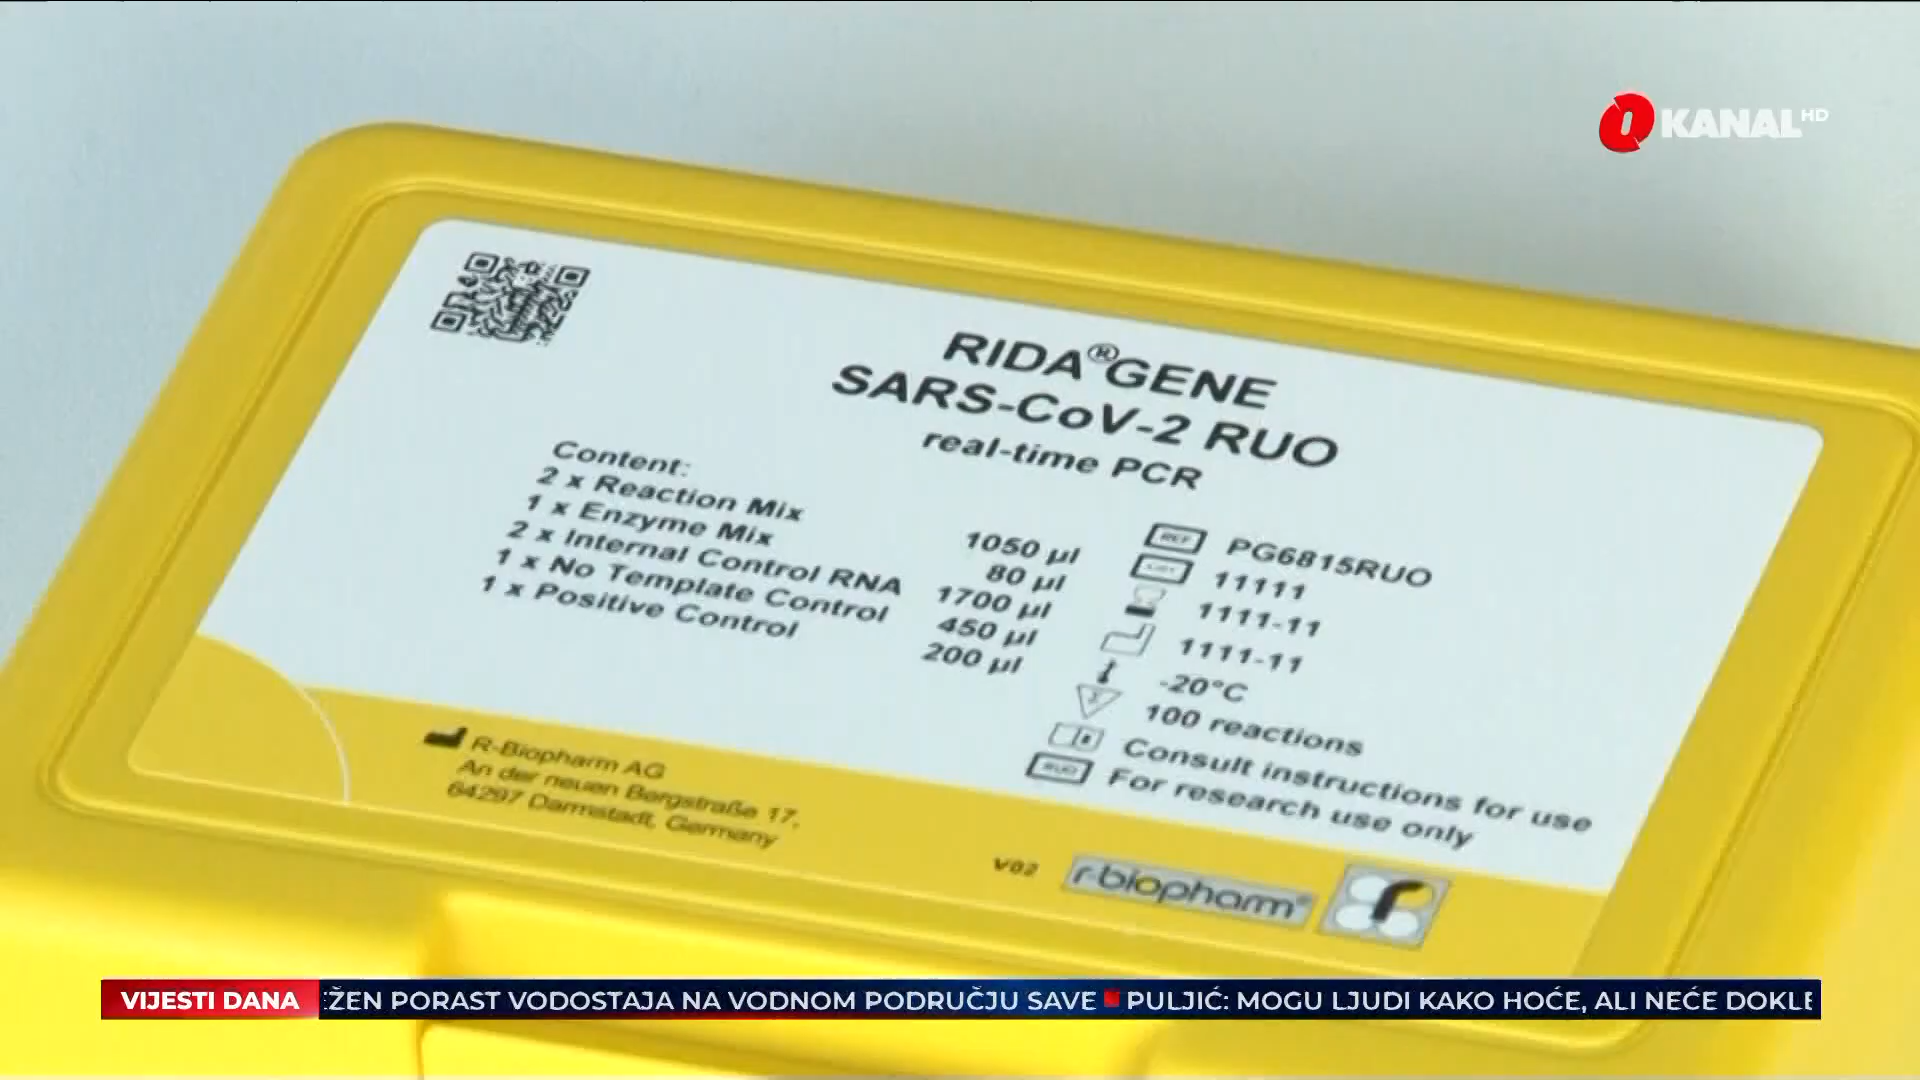 O KANAL HD
RIDA®GENE
SARS-CoV-2 RUO
real-time PCR
Content:
2 x Reaction Mix 1050 µl
1 x Enzyme Mix 80 µl
2 x Internal Control RNA 1700 µl
1 x No Template Control 450 µl
1 x Positive Control 200 µl
REF PG6815RUO
11111
1111-11
1111-11
-20°C
100 reactions
Consult instructions for use
RUO For research use only
R-Biopharm AG
An der neuen Bergstraße 17,
64297 Darmstadt, Germany
V02 r-biopharm®
VIJESTI DANA ŽEN PORAST VODOSTAJA NA VODNOM PODRUČJU SAVE PULJIĆ: MOGU LJUDI KAKO HOĆE, ALI NEĆE DOKLE